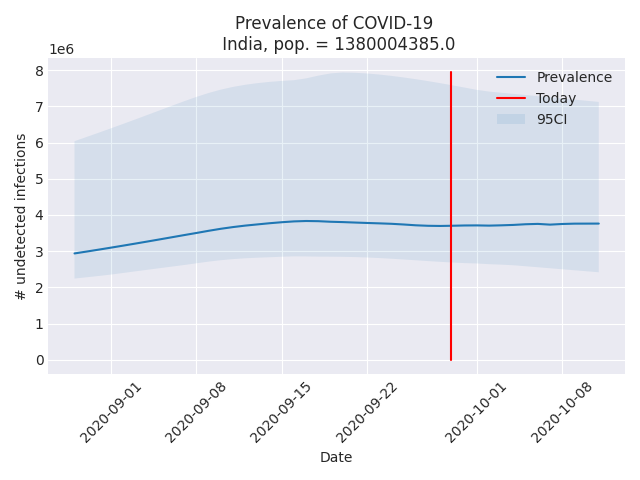 Prevalence of COVID-19
India, pop. = 1380004385.0
1e6
8
7
6
5
4
3
2
1
0
# undetected infections
Prevalence
Today
95CI
2020-09-01
2020-09-08
2020-09-15
2020-09-22
2020-10-01
2020-10-08
Date